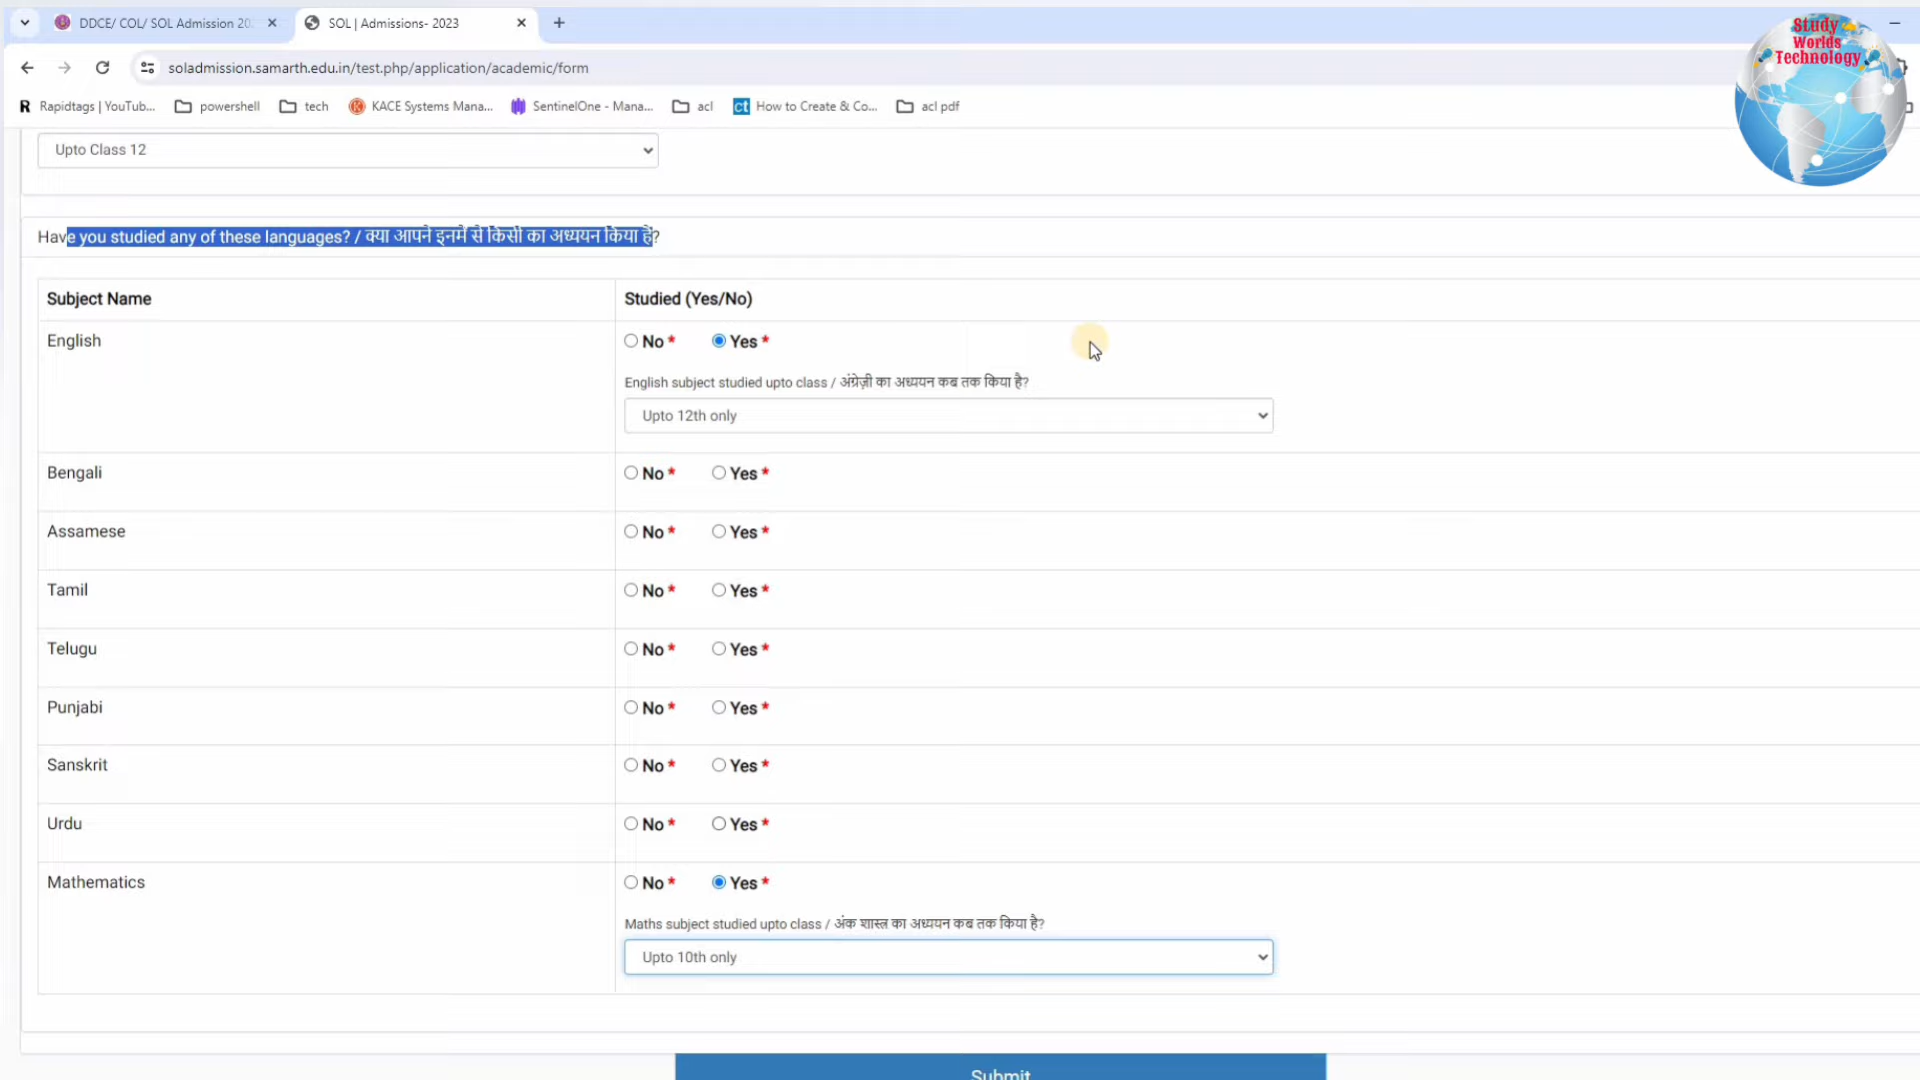 DDCE/ COL/ SOL Admission 20
SOL | Admissions- 2023
soladmission.samarth.edu.in/test.php/application/academic/form
Rapidtags | YouTub...
powershell
tech
KACE Systems Mana...
SentinelOne - Mana...
acl
ct
How to Create & Co...
acl pdf
Study
Worlds
Technology
Upto Class 12
Have you studied any of these languages? / क्या आपने इनमें से किसी का अध्ययन किया है?
Subject Name
Studied (Yes/No)
English
No *
Yes *
English subject studied upto class / अंग्रेज़ी का अध्ययन कब तक किया है?
Upto 12th only
Bengali
No *
Yes *
Assamese
No *
Yes *
Tamil
No *
Yes *
Telugu
No *
Yes *
Punjabi
No *
Yes *
Sanskrit
No *
Yes *
Urdu
No *
Yes *
Mathematics
No *
Yes *
Maths subject studied upto class / अंक शास्त्र का अध्ययन कब तक किया है?
Upto 10th only
Submit